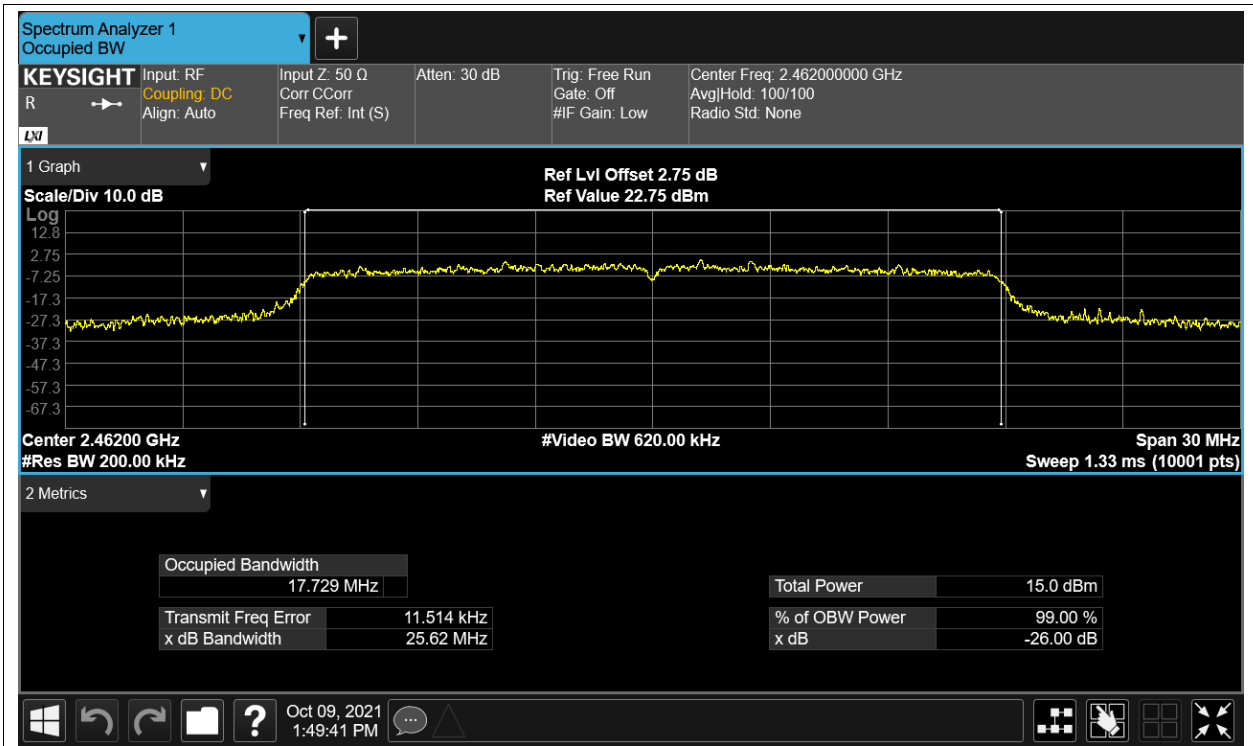 Spectrum Analyzer 1
Occupied BW
KEYSIGHT
R
LXI
Input: RF
Coupling: DC
Align: Auto
Input Z: 50 Ω
Corr CCorr
Freq Ref: Int (S)
Atten: 30 dB
Trig: Free Run
Gate: Off
#IF Gain: Low
Center Freq: 2.462000000 GHz
Avg|Hold: 100/100
Radio Std: None
1 Graph
Scale/Div 10.0 dB
Ref Lvl Offset 2.75 dB
Ref Value 22.75 dBm
Log
12.8
2.75
-7.25
-17.3
-27.3
-37.3
-47.3
-57.3
-67.3
Center 2.46200 GHz
#Res BW 200.00 kHz
#Video BW 620.00 kHz
Span 30 MHz
Sweep 1.33 ms (10001 pts)
2 Metrics
Occupied Bandwidth
17.729 MHz
Transmit Freq Error 11.514 kHz
x dB Bandwidth 25.62 MHz
Total Power 15.0 dBm
% of OBW Power 99.00 %
x dB -26.00 dB
?
Oct 09, 2021
1:49:41 PM